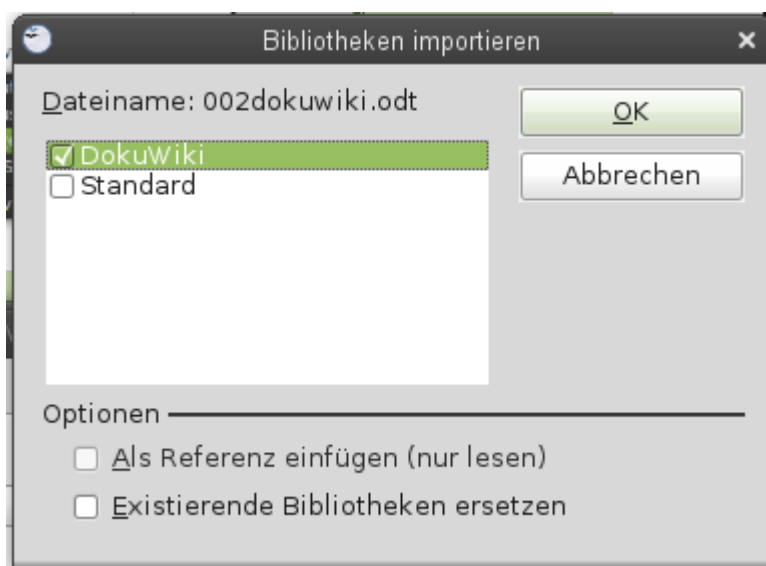 Bibliotheken importieren
Dateiname: 002dokuwiki.odt
OK
DokuWiki
Standard
Abbrechen
Optionen
Als Referenz einfügen (nur lesen)
Existierende Bibliotheken ersetzen